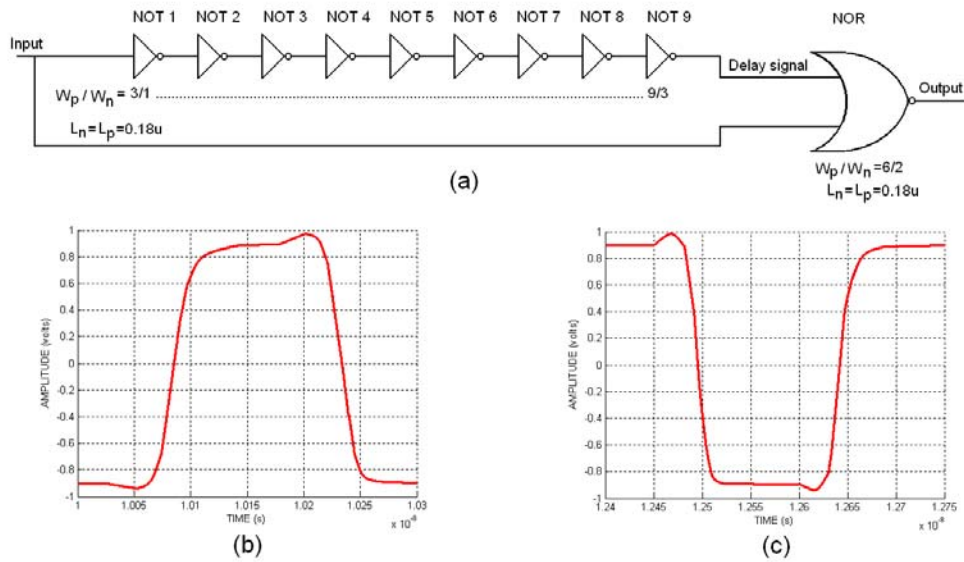 NOT 1 NOT 2 NOT 3 NOT 4 NOT 5 NOT 6 NOT 7 NOT 8 NOT 9 NOR
Input
Delay signal
Output
Wp / Wn = 3/1 ........................................ 9/3
Ln = Lp = 0.18u
Wp / Wn = 6/2
Ln = Lp = 0.18u
(a)
AMPLITUDE (volts)
1
0.8
0.6
0.4
0.2
0
-0.2
-0.4
-0.6
-0.8
-1
1 1.005 1.01 1.015 1.02 1.025 1.03
TIME (s)
x 10⁻⁸
(b)
AMPLITUDE (volts)
1
0.8
0.6
0.4
0.2
0
-0.2
-0.4
-0.6
-0.8
-1
1.24 1.245 1.25 1.255 1.26 1.265 1.27 1.275
TIME (s)
x 10⁻⁸
(c)